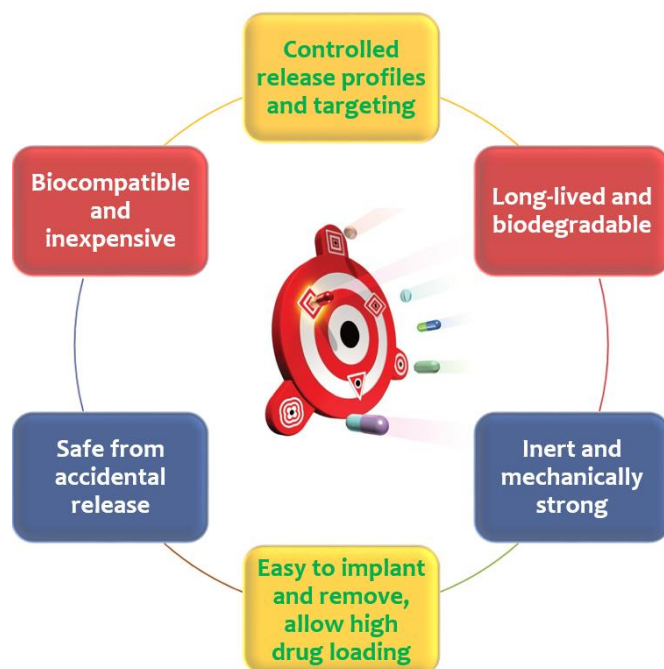 Controlled
release profiles
and targeting
Long-lived and
biodegradable
Inert and
mechanically
strong
Easy to implant
and remove,
allow high
drug loading
Safe from
accidental
release
Biocompatible
and
inexpensive